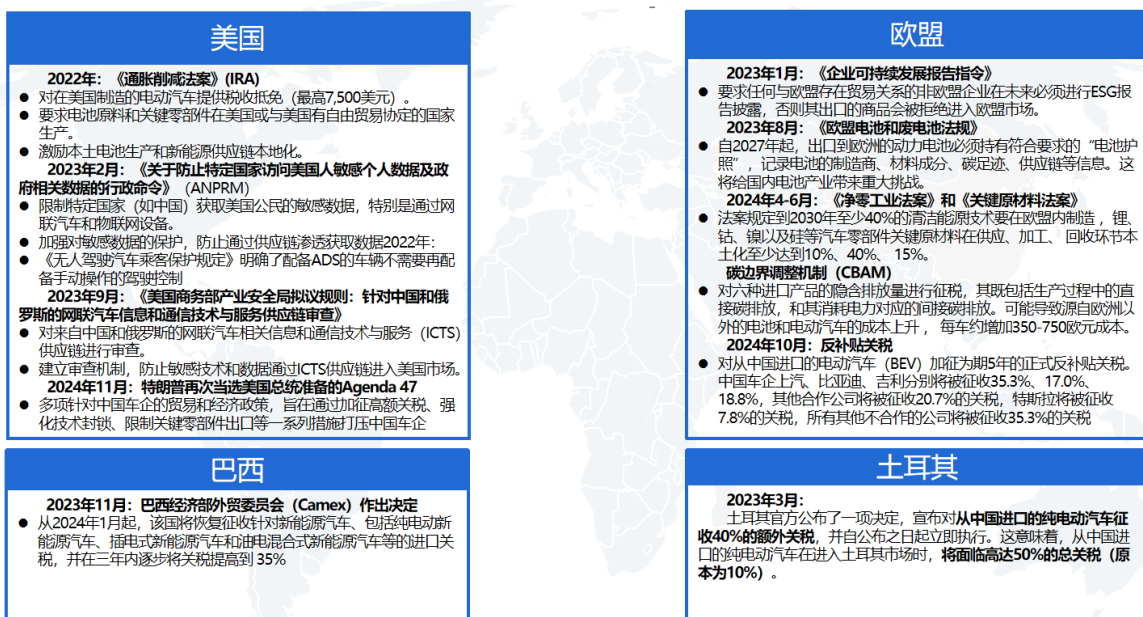 美国
2022年：《通胀削减法案》(IRA)
● 对在美国制造的电动汽车提供税收抵免（最高7,500美元）。
● 要求电池原料和关键零部件在美国或与美国有自由贸易协定的国家
生产。
● 激励本土电池生产和新能源供应链本地化。
2023年2月：《关于防止特定国家访问美国人敏感个人数据及政
府相关数据的行政命令》（ANPRM）
● 限制特定国家（如中国）获取美国公民的敏感数据，特别是通过网
联汽车和物联网设备。
● 加强对敏感数据的保护，防止通过供应链渗透获取数据2022年：
● 《无人驾驶汽车乘客保护规定》明确了配备ADS的车辆不需要再配
备手动操作的驾驶控制
2023年9月：《美国商务部产业安全局拟议规则：针对中国和俄
罗斯的网联汽车信息和通信技术与服务供应链审查》
● 对来自中国和俄罗斯的网联汽车相关信息和通信技术与服务（ICTS）
供应链进行审查。
● 建立审查机制，防止敏感技术和数据通过ICTS供应链进入美国市场。
2024年11月：特朗普再次当选美国总统准备的Agenda 47
● 多项针对中国车企的贸易和经济政策，旨在通过加征高额关税、强
化技术封锁、限制关键零部件出口等一系列措施打压中国车企
欧盟
2023年1月：《企业可持续发展报告指令》
● 要求任何与欧盟存在贸易关系的非欧盟企业在未来必须进行ESG报
告披露，否则其出口的商品会被拒绝进入欧盟市场。
2023年8月：《欧盟电池和废电池法规》
● 自2027年起，出口到欧洲的动力电池必须持有符合要求的“电池护
照”，记录电池的制造商、材料成分、碳足迹、供应链等信息。这
将给国内电池产业带来重大挑战。
2024年4-6月：《净零工业法案》和《关键原材料法案》
● 法案规定到2030年至少40%的清洁能源技术要在欧盟内制造，锂、
钴、镍以及硅等汽车零部件关键原材料在供应、加工、回收环节本
土化至少达到10%、40%、15%。
碳边界调整机制（CBAM）
● 对六种进口产品的隐含排放量进行征税，其既包括生产过程中的直
接碳排放，和其消耗电力对应的间接碳排放。可能导致源自欧洲以
外的电池和电动汽车的成本上升，每车约增加350-750欧元成本。
2024年10月：反补贴关税
● 对从中国进口的电动汽车（BEV）加征为期5年的正式反补贴关税。
中国车企上汽、比亚迪、吉利分别将被征收35.3%、17.0%、
18.8%，其他合作公司将被征收20.7%的关税，特斯拉将被征收
7.8%的关税，所有其他不合作的公司将被征收35.3%的关税
巴西
2023年11月：巴西经济部外贸委员会（Camex）作出决定
● 从2024年1月起，该国将恢复征收针对新能源汽车、包括纯电动新
能源汽车、插电式新能源汽车和油电混合式新能源汽车等的进口关
税，并在三年内逐步将关税提高到 35%
土耳其
2023年3月：
土耳其官方公布了一项决定，宣布对从中国进口的纯电动汽车征
收40%的额外关税，并自公布之日起立即执行。这意味着，从中国进
口的纯电动汽车在进入土耳其市场时，将面临高达50%的总关税（原
本为10%）。